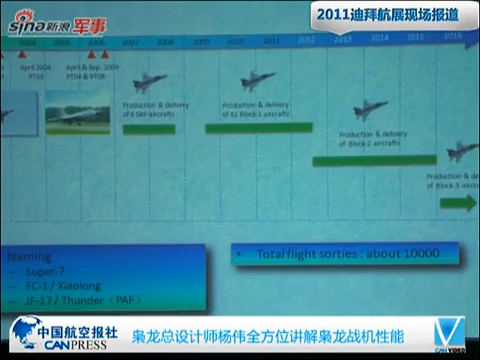 sina新浪 军事
2011迪拜航展现场报道
2004 2006 2007 2008 2009 2010 2011 2012 2013 2014 2015 2016
April 2004
PT03
April & Sep. 2006
PT04 & PT06
Production & delivery
of 8 SBP aircrafts
Production & delivery
of 42 Block-1 aircrafts
Production & delivery
of Block-2 aircrafts
Production & d
of Block-3 aircrafts
Naming
– Super-7
– FC-1 / Xiaolong
– JF-17 / Thunder (PAF)
• Total flight sorties : about 10000
中国航空报社
CANPRESS
枭龙总设计师杨伟全方位讲解枭龙战机性能
CANVIDEO